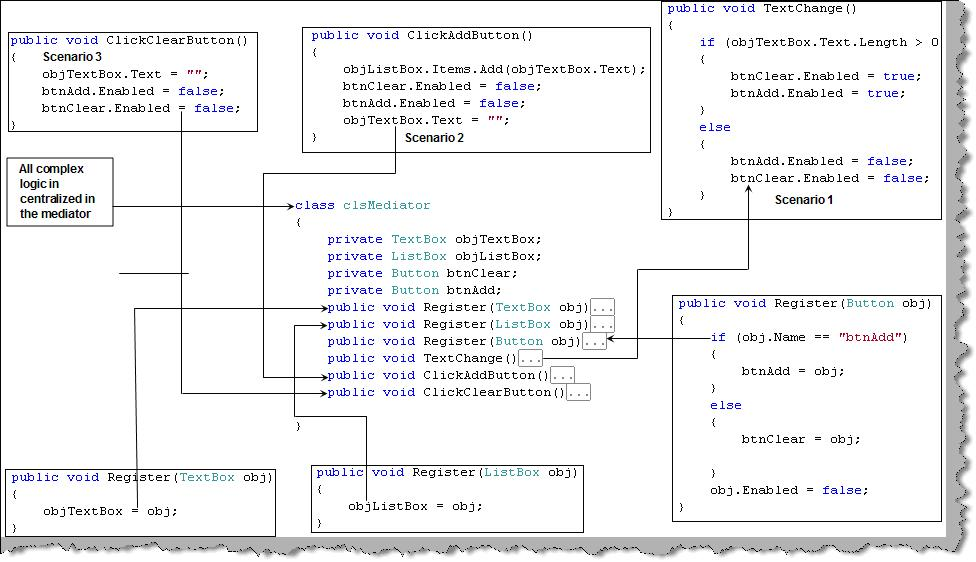 public void ClickClearButton()
{
Scenario 3
objTextBox.Text = "";
btnAdd.Enabled = false;
btnClear.Enabled = false;
}
public void ClickAddButton()
{
objListBox.Items.Add(objTextBox.Text);
btnClear.Enabled = false;
btnAdd.Enabled = false;
objTextBox.Text = "";
}
Scenario 2
public void TextChange()
{
if (objTextBox.Text.Length > 0
{
btnClear.Enabled = true;
btnAdd.Enabled = true;
}
else
{
btnAdd.Enabled = false;
btnClear.Enabled = false;
}
Scenario 1
}
All complex
logic in
centralized in
the mediator
class clsMediator
{
private TextBox objTextBox;
private ListBox objListBox;
private Button btnClear;
private Button btnAdd;
public void Register(TextBox obj)...
public void Register(ListBox obj)...
public void Register(Button obj)...
public void TextChange()...
public void ClickAddButton()...
public void ClickClearButton()...
}
public void Register(Button obj)
{
if (obj.Name == "btnAdd")
{
btnAdd = obj;
}
else
{
btnClear = obj;
}
obj.Enabled = false;
}
public void Register(TextBox obj)
{
objTextBox = obj;
}
public void Register(ListBox obj)
{
objListBox = obj;
}